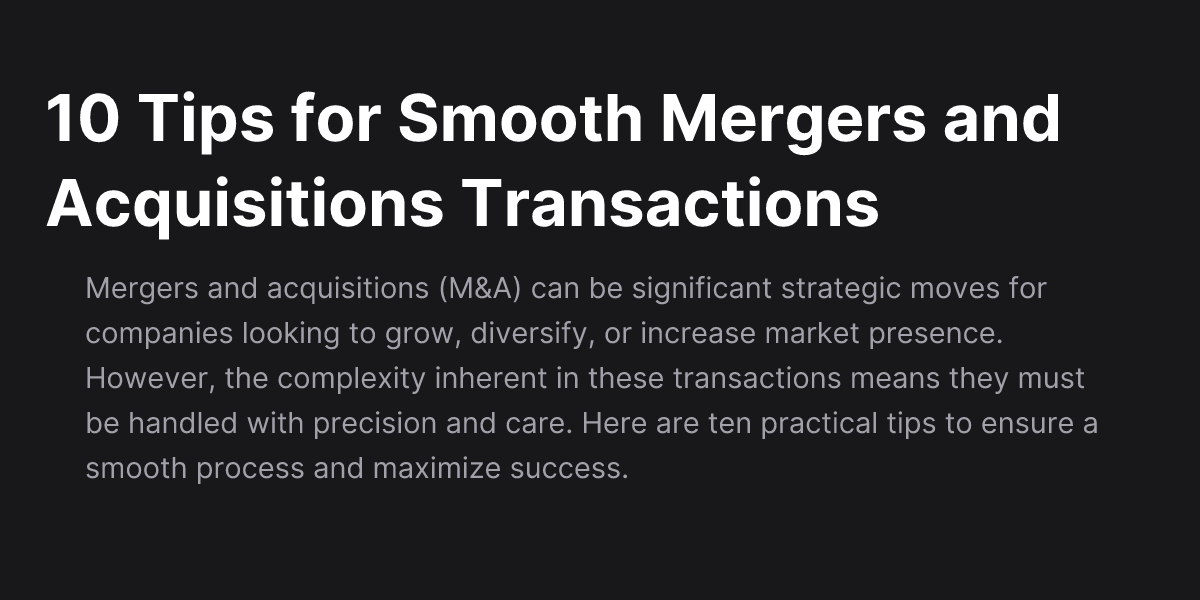 10 Tips for Smooth Mergers and
Acquisitions Transactions
Mergers and acquisitions (M&A) can be significant strategic moves for
companies looking to grow, diversify, or increase market presence.
However, the complexity inherent in these transactions means they must
be handled with precision and care. Here are ten practical tips to ensure a
smooth process and maximize success.